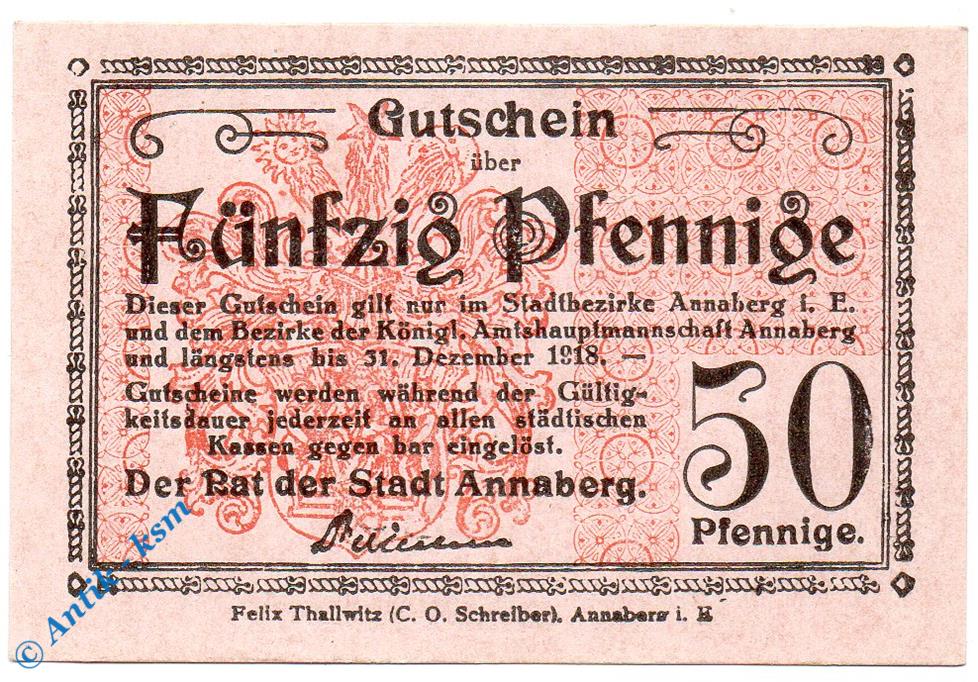 Gutschein
über
Fünfzig Pfennige
Dieser Gutschein gilt nur im Stadtbezirke Annaberg i. E.
und dem Bezirke der Königl. Amtshauptmannschaft Annaberg
und längstens bis 31. Dezember 1918. —
Gutscheine werden während der Gültig-
keitsdauer jederzeit an allen städtischen
Kassen gegen bar eingelöst.
Der Rat der Stadt Annaberg.
50
Pfennige.
Felix Thallwitz (C. O. Schreiber), Annaberg i. E
© Antik - ksm